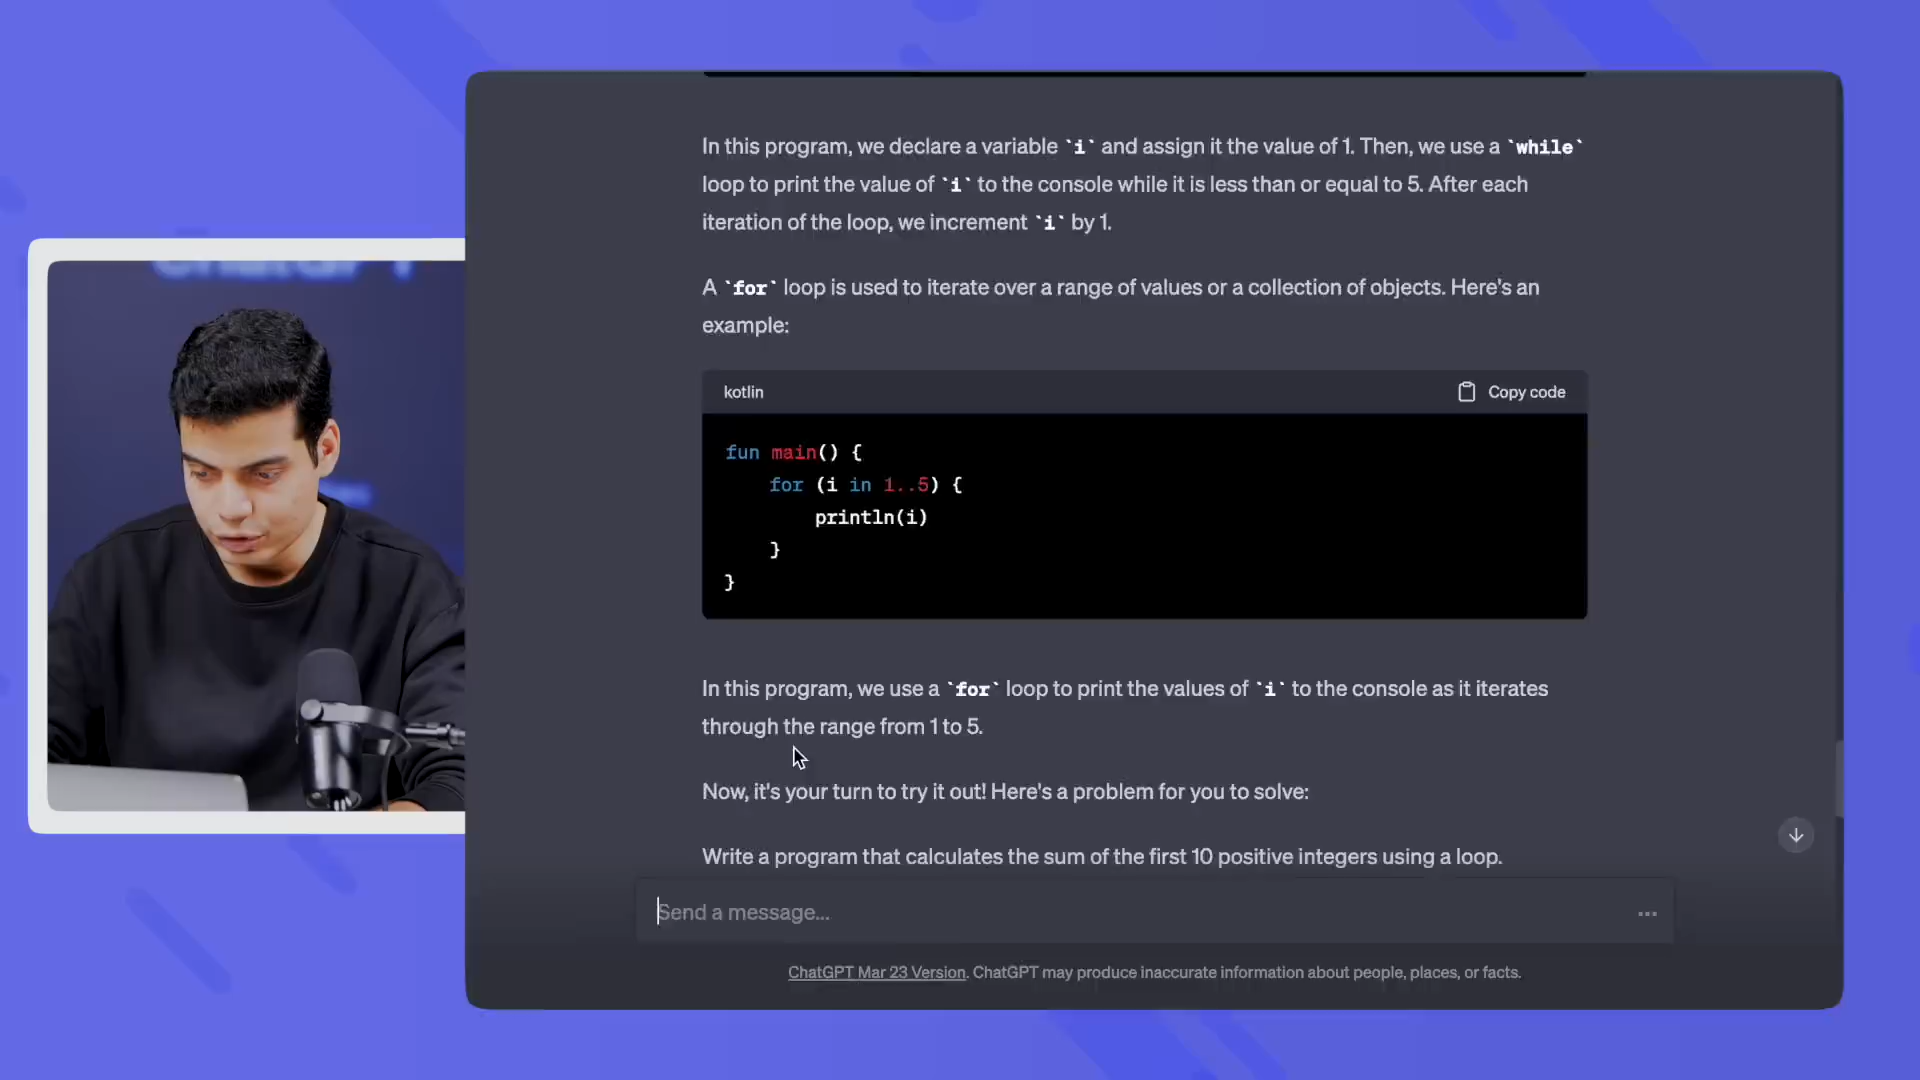 In this program, we declare a variable `i` and assign it the value of 1. Then, we use a `while`
loop to print the value of `i` to the console while it is less than or equal to 5. After each
iteration of the loop, we increment `i` by 1.
A `for` loop is used to iterate over a range of values or a collection of objects. Here's an
example:
kotlin
Copy code
fun main() {
    for (i in 1..5) {
        println(i)
    }
}
In this program, we use a `for` loop to print the values of `i` to the console as it iterates
through the range from 1 to 5.
Now, it's your turn to try it out! Here's a problem for you to solve:
Write a program that calculates the sum of the first 10 positive integers using a loop.
Send a message...
ChatGPT Mar 23 Version. ChatGPT may produce inaccurate information about people, places, or facts.
ChatGPT